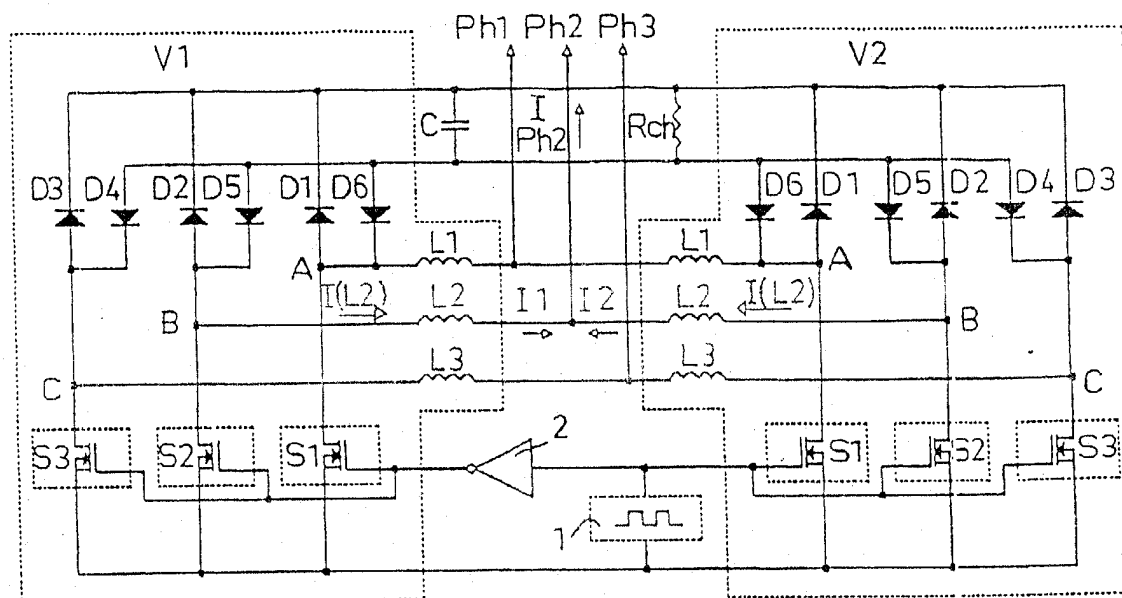 Ph1 Ph2 Ph3
V1
V2
C
I
Ph2
Rch
D3 D4 D2 D5 D1 D6
D6 D1 D5 D2 D4 D3
L1
L1
A
A
I(L2)
L2
I1
I2
L2
I(L2)
B
B
L3
L3
C
C
S3
S2
S1
2
S1
S2
S3
1